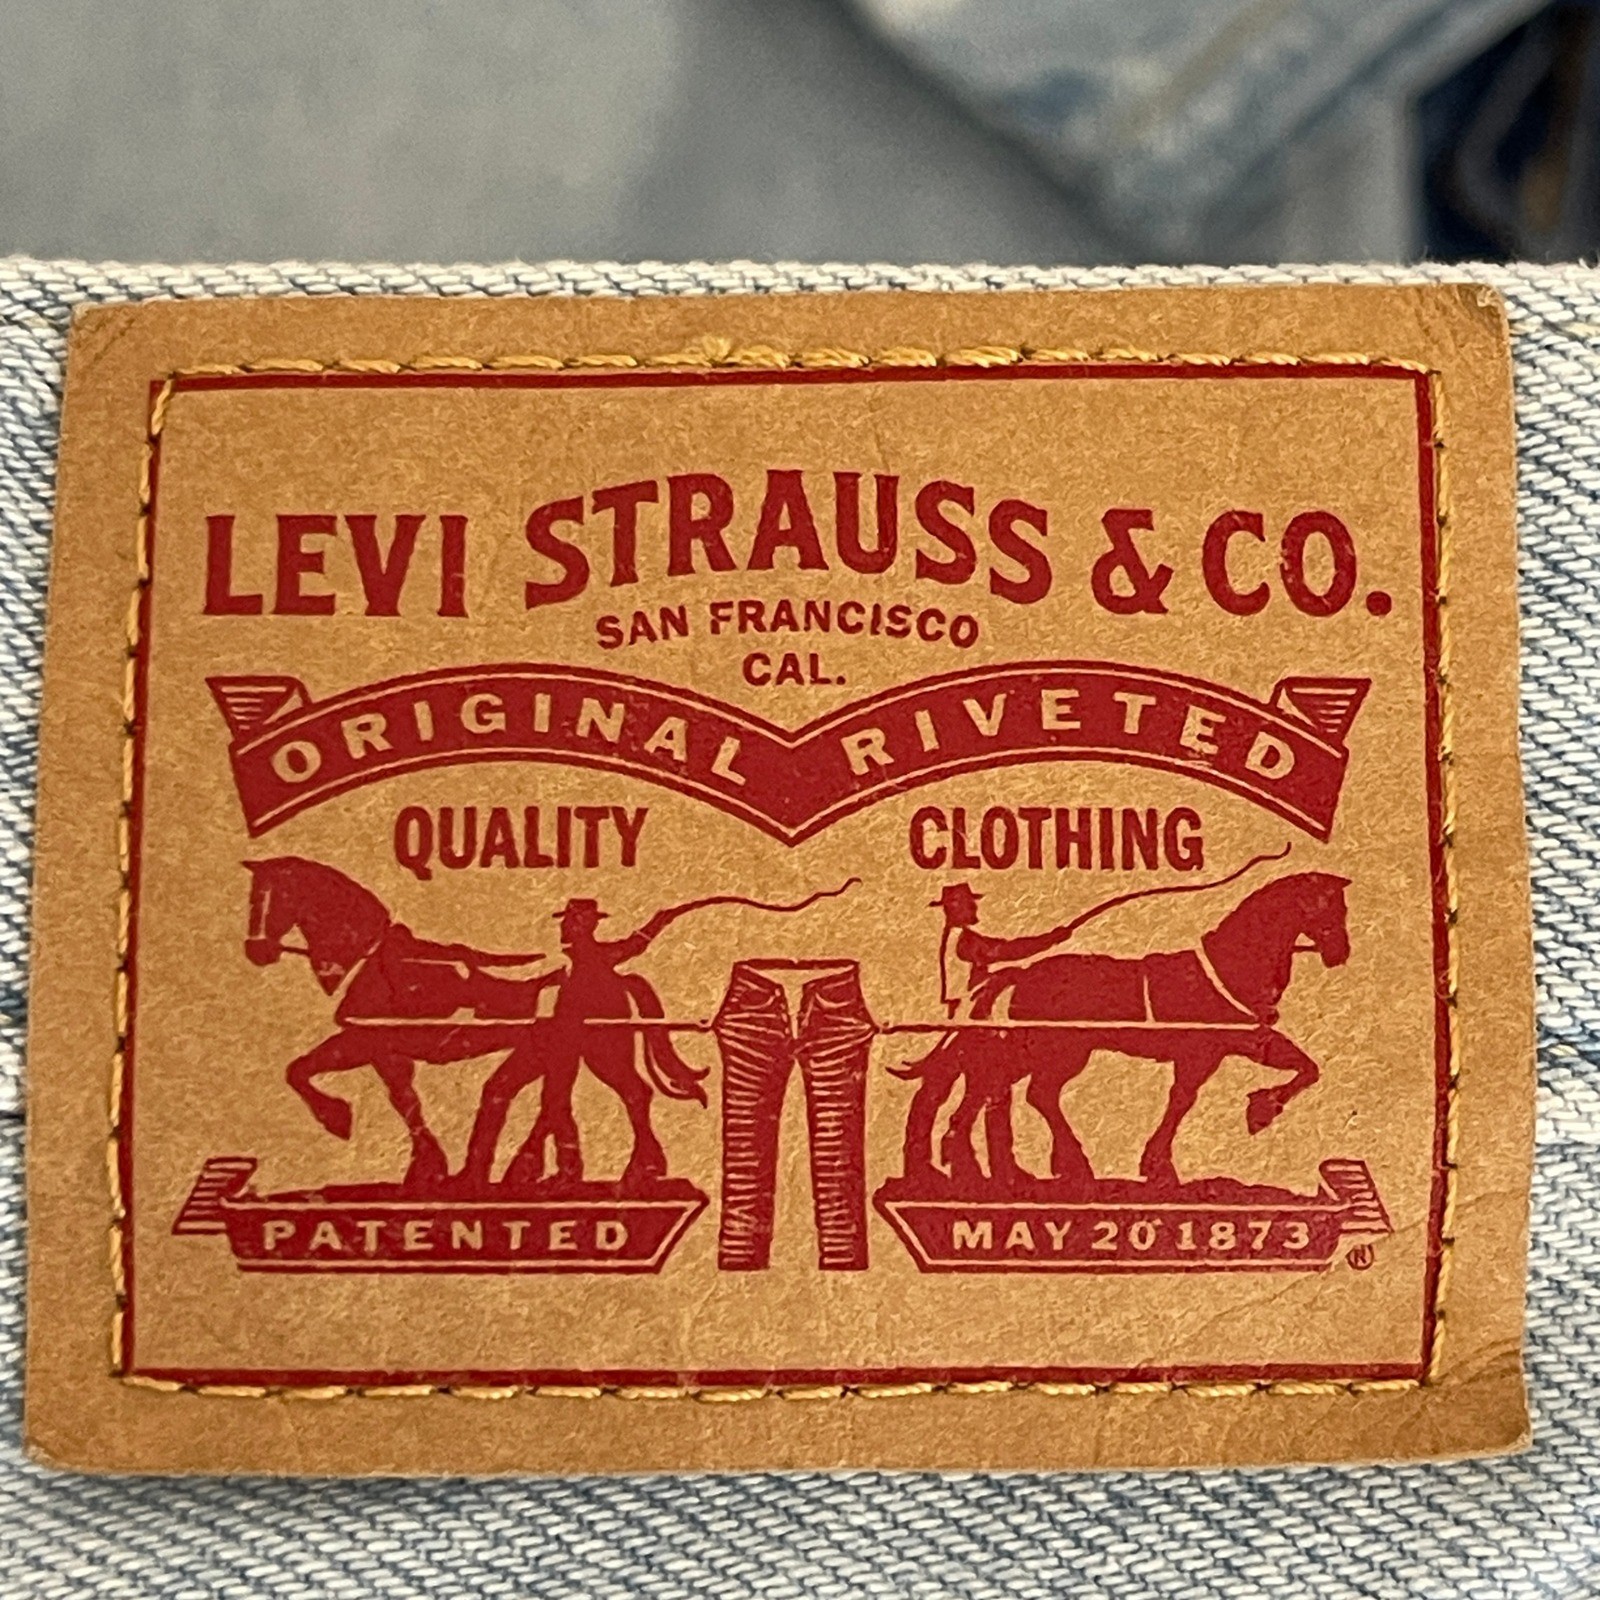 LEVI STRAUSS & CO.
SAN FRANCISCO
CAL.
ORIGINAL RIVETED
QUALITY CLOTHING
PATENTED MAY 20 1873
®